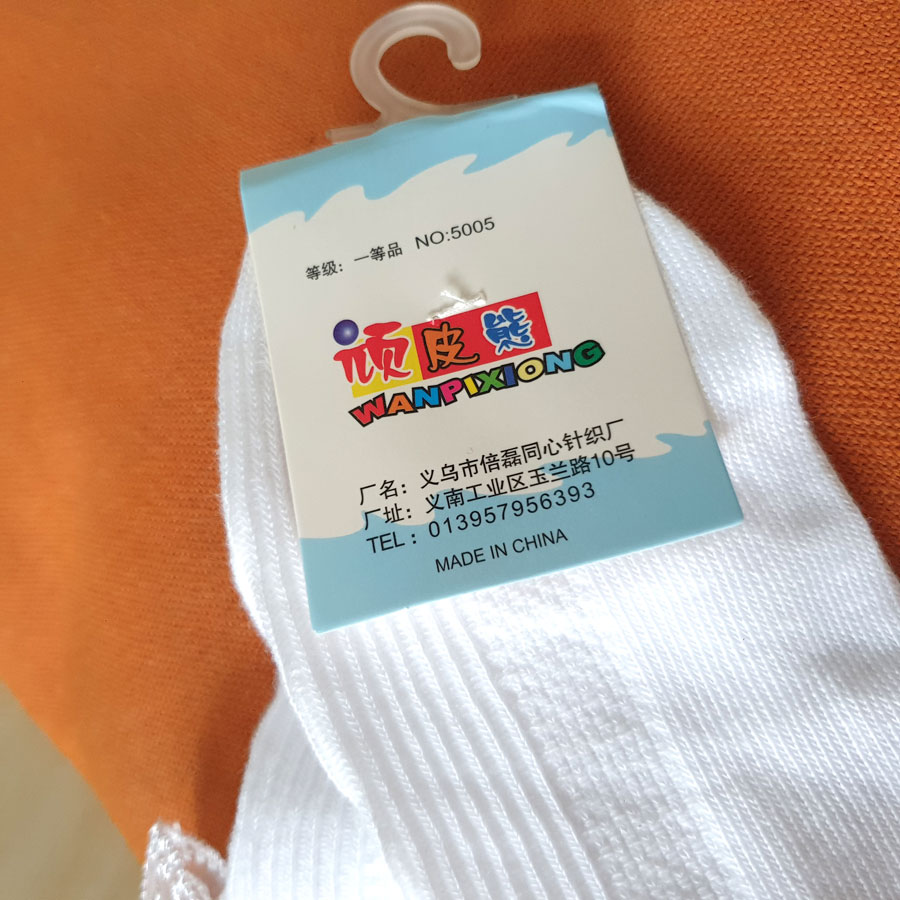 等级：一等品 NO:5005
顽皮熊
WANPIXIONG
厂名：义乌市倍磊同心针织厂
厂址：义南工业区玉兰路10号
TEL：013957956393
MADE IN CHINA